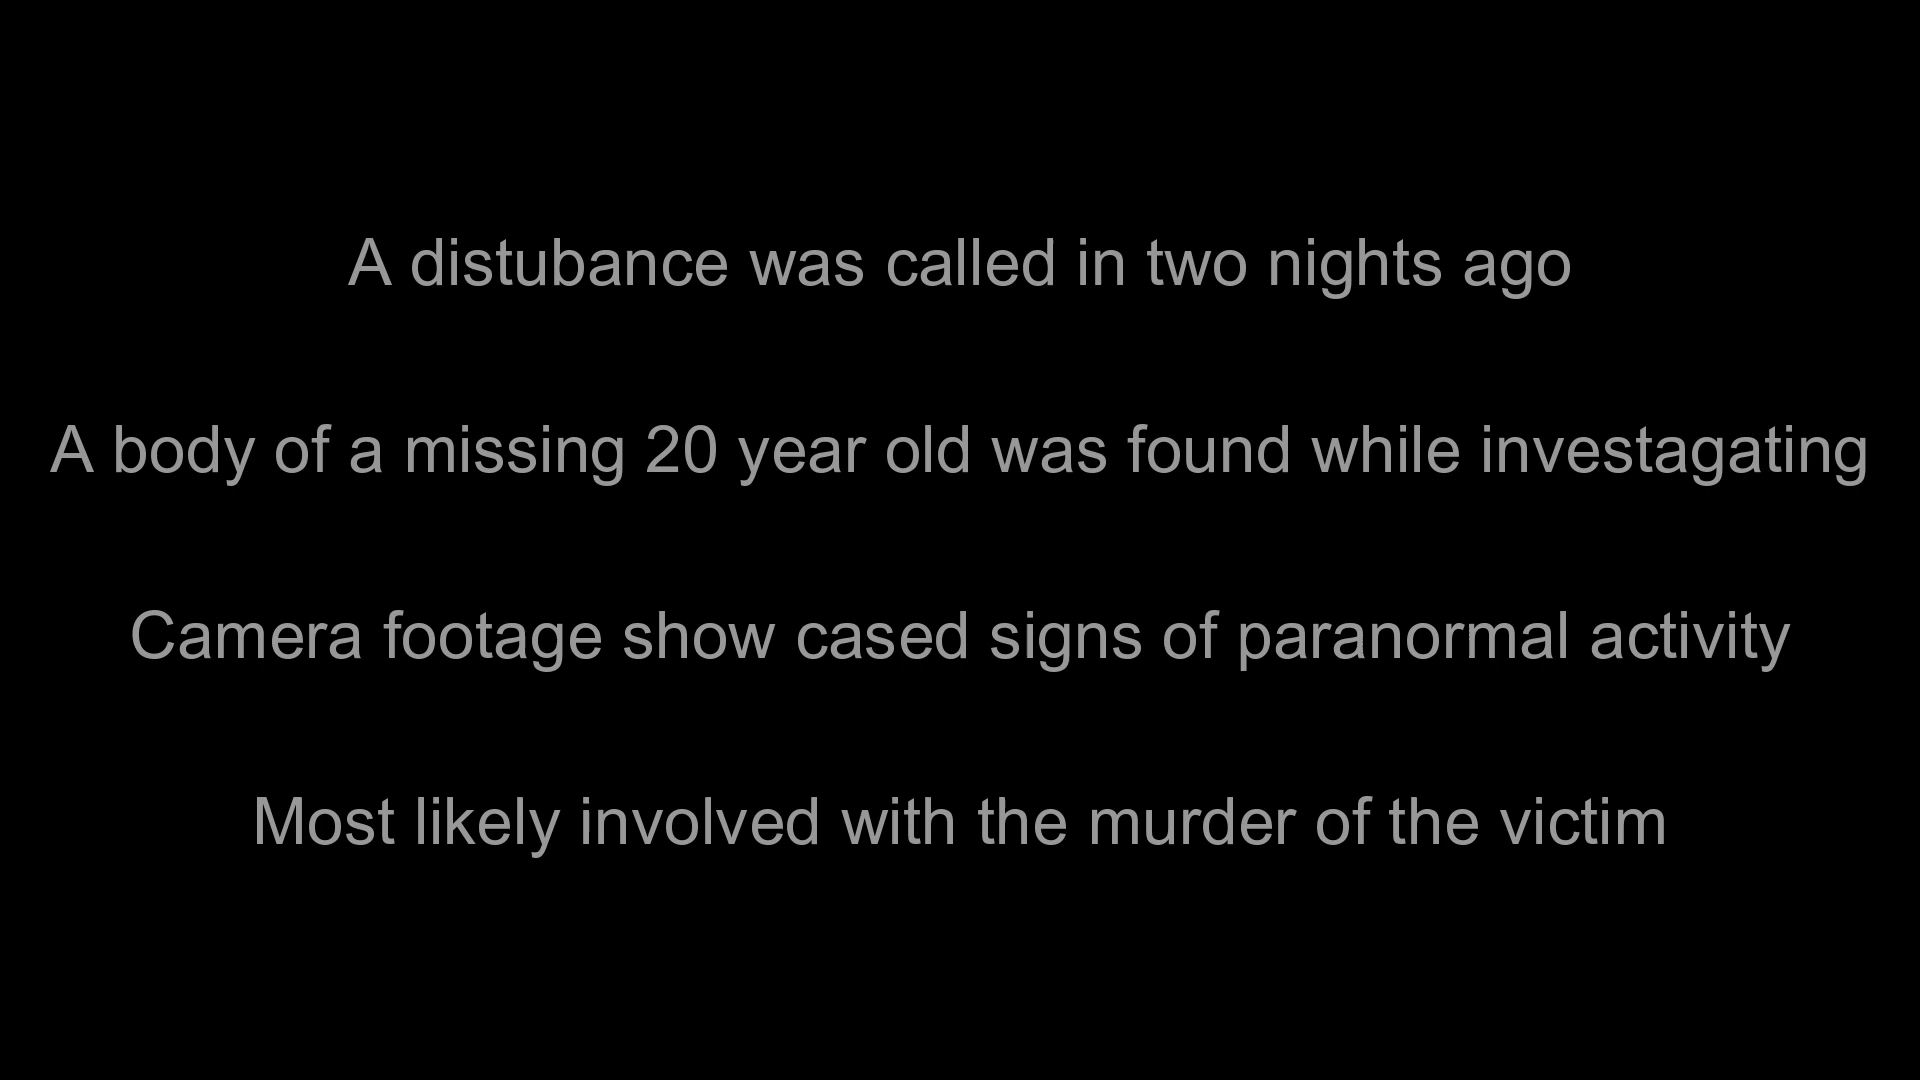 A distubance was called in two nights ago
A body of a missing 20 year old was found while investagating
Camera footage show cased signs of paranormal activity
Most likely involved with the murder of the victim